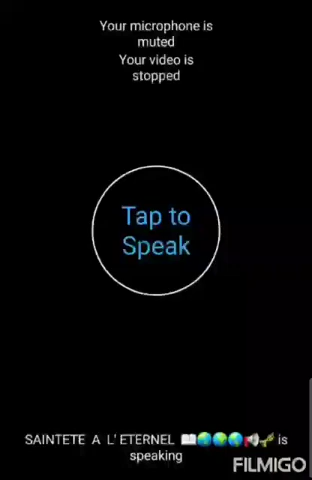 Your microphone is
muted
Your video is
stopped
Tap to
Speak
SAINTETE A L' ETERNEL 📖🌍🌏🌎📢🎺 is
speaking
FILMIGO